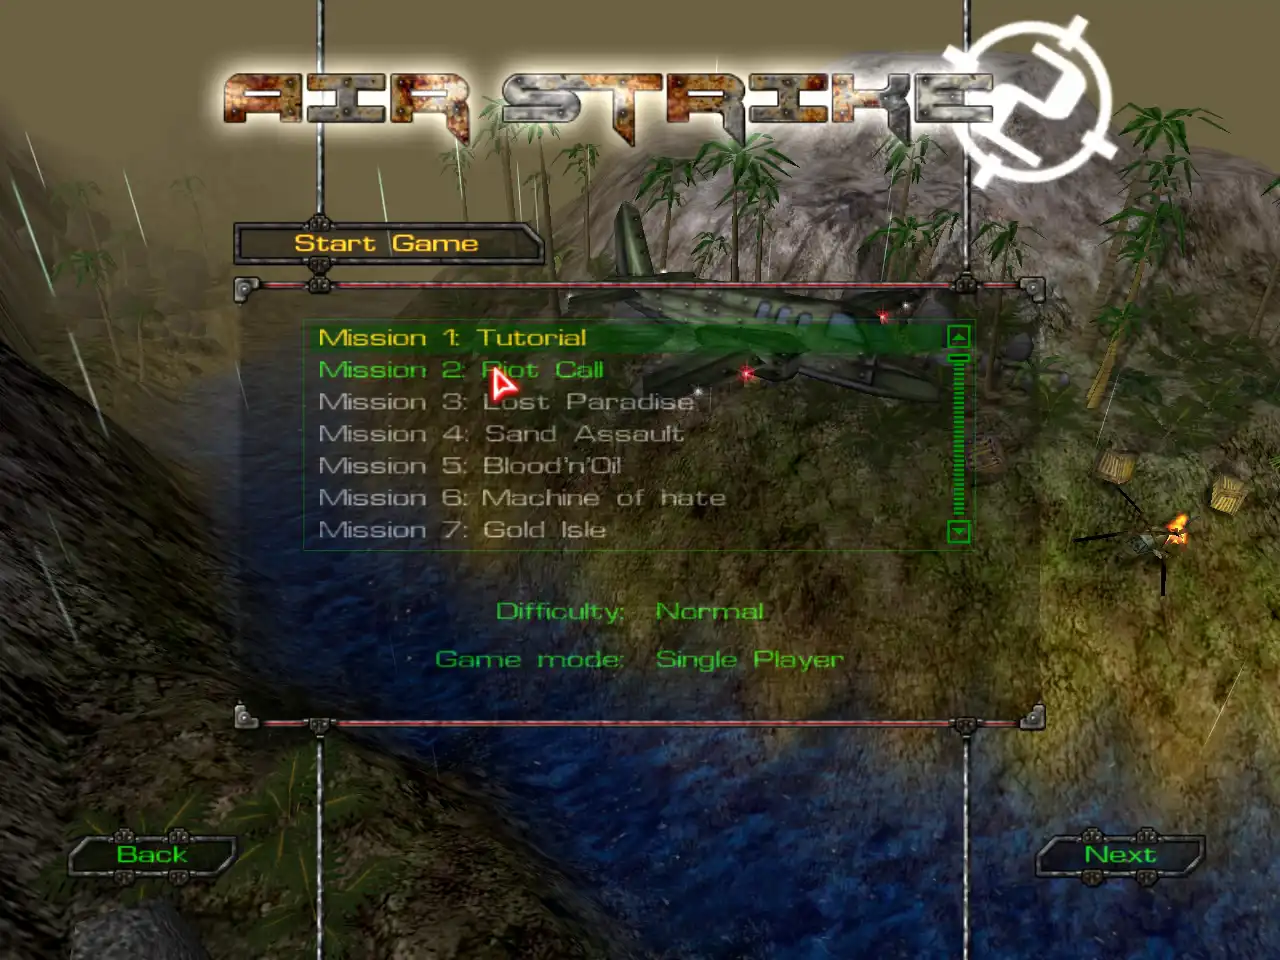 AIR STRIKE 2
Start Game
Mission 1: Tutorial
Mission 2: Riot Call
Mission 3: Lost Paradise
Mission 4: Sand Assault
Mission 5: Blood'n'Oil
Mission 6: Machine of hate
Mission 7: Gold Isle
Difficulty: Normal
Game mode: Single Player
Back
Next